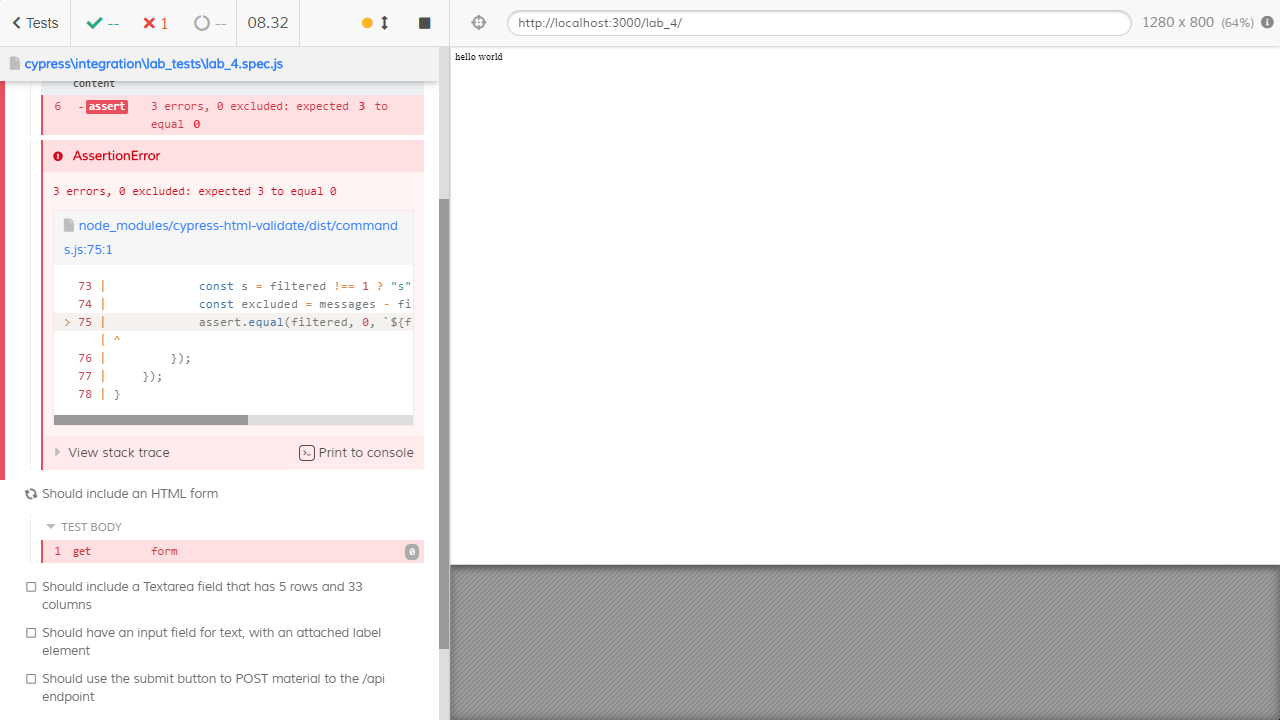 Tests -- 1 -- 08.32 http://localhost:3000/lab_4/ 1280 x 800 (64%)
cypress\integration\lab_tests\lab_4.spec.js
hello world
content
6 -assert 3 errors, 0 excluded: expected 3 to
equal 0
AssertionError
3 errors, 0 excluded: expected 3 to equal 0
node_modules/cypress-html-validate/dist/command
s.js:75:1
73 | const s = filtered !== 1 ? "s"
74 | const excluded = messages - fi
> 75 | assert.equal(filtered, 0, `${f
| ^
76 | });
77 | });
78 | }
View stack trace Print to console
Should include an HTML form
TEST BODY
1 get form 0
Should include a Textarea field that has 5 rows and 33
columns
Should have an input field for text, with an attached label
element
Should use the submit button to POST material to the /api
endpoint